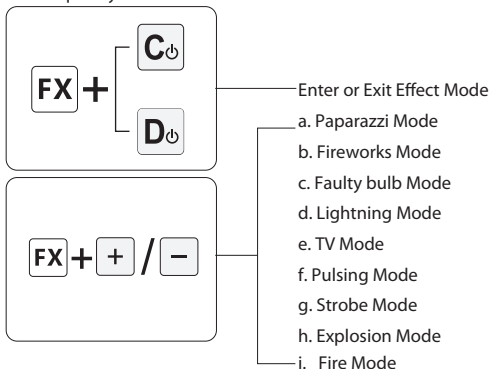 C
FX +
D
Enter or Exit Effect Mode
a. Paparazzi Mode
b. Fireworks Mode
c. Faulty bulb Mode
d. Lightning Mode
e. TV Mode
FX + + / −
f. Pulsing Mode
g. Strobe Mode
h. Explosion Mode
i. Fire Mode